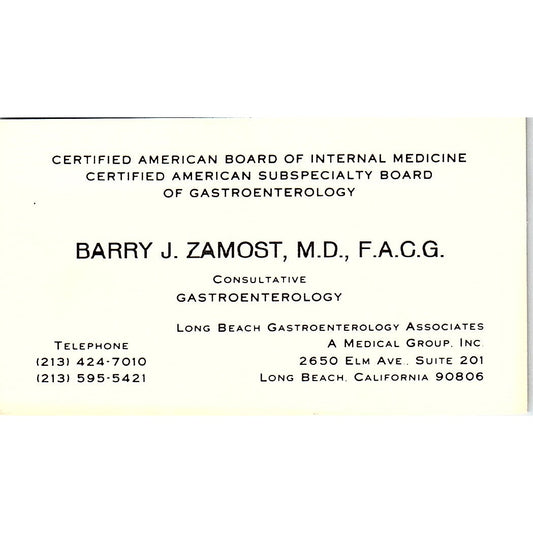 CERTIFIED AMERICAN BOARD OF INTERNAL MEDICINE
CERTIFIED AMERICAN SUBSPECIALTY BOARD
OF GASTROENTEROLOGY
BARRY J. ZAMOST, M.D., F.A.C.G.
CONSULTATIVE
GASTROENTEROLOGY
LONG BEACH GASTROENTEROLOGY ASSOCIATES
A MEDICAL GROUP, INC.
2650 ELM AVE., SUITE 201
LONG BEACH, CALIFORNIA 90806
TELEPHONE
(213) 424-7010
(213) 595-5421